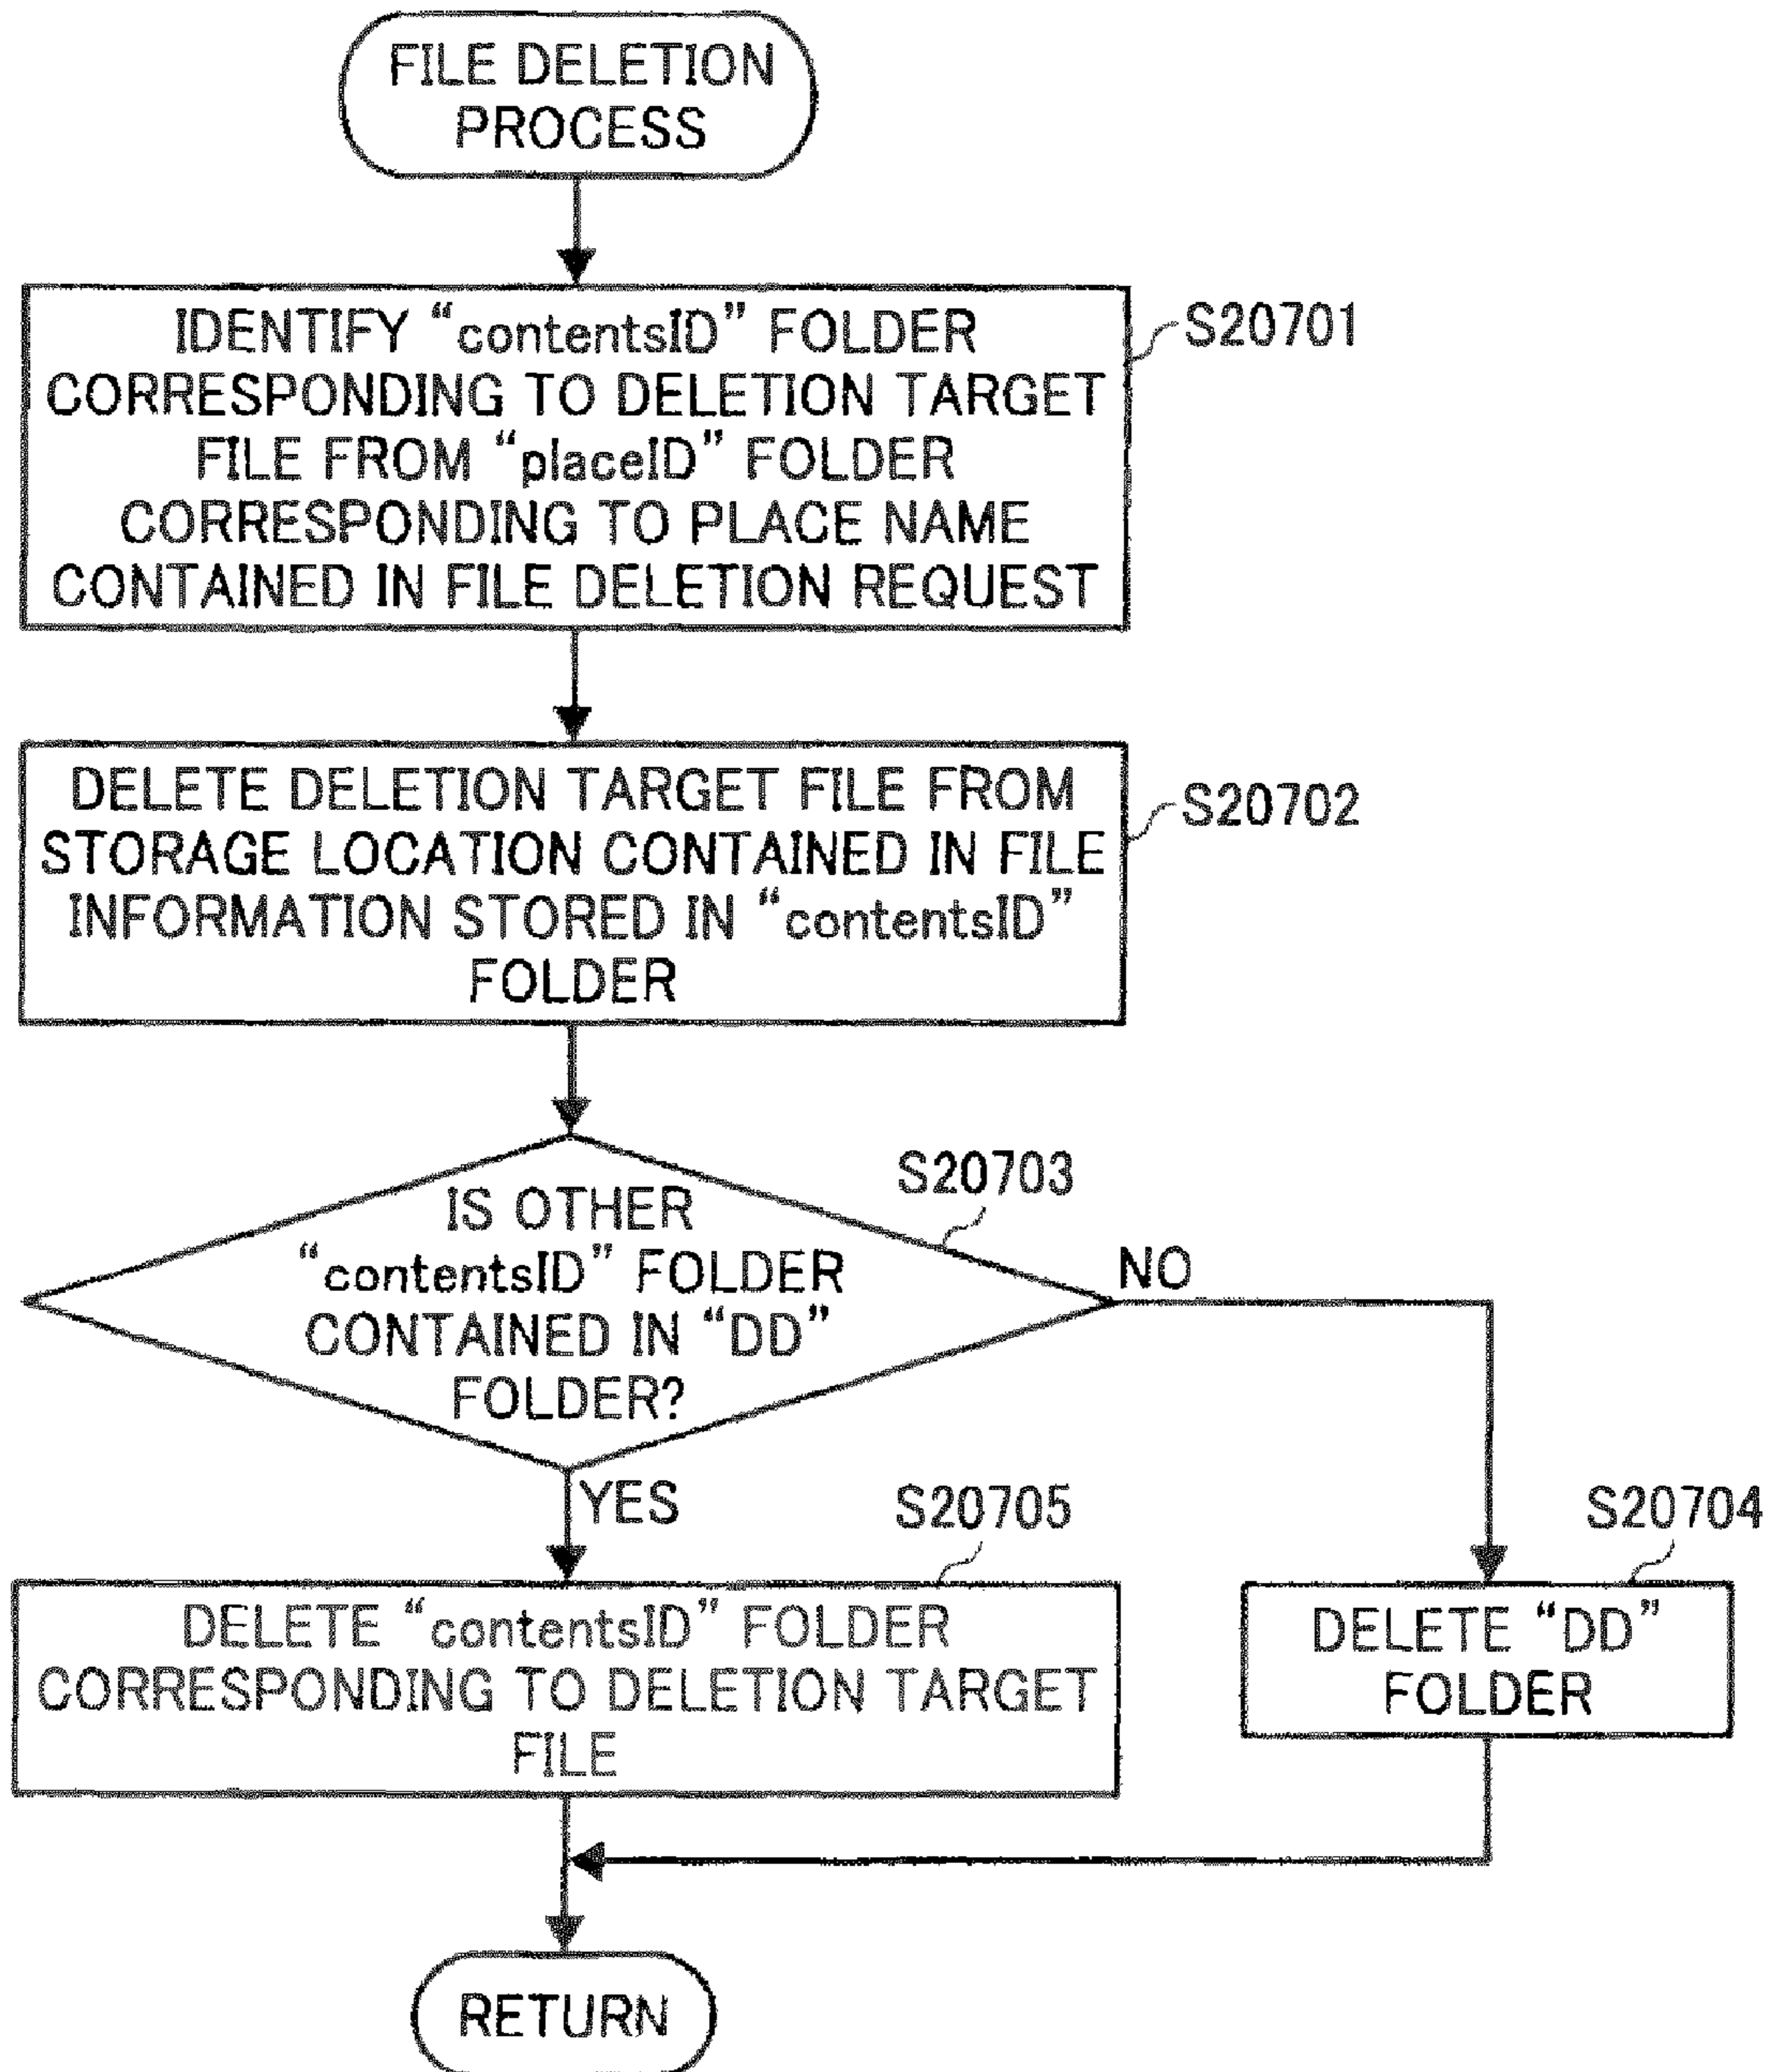 FILE DELETION
PROCESS
IDENTIFY “contentsID” FOLDER
CORRESPONDING TO DELETION TARGET
FILE FROM “placeID” FOLDER
CORRESPONDING TO PLACE NAME
CONTAINED IN FILE DELETION REQUEST
S20701
DELETE DELETION TARGET FILE FROM
STORAGE LOCATION CONTAINED IN FILE
INFORMATION STORED IN “contentsID”
FOLDER
S20702
IS OTHER
“contentsID” FOLDER
CONTAINED IN “DD”
FOLDER?
S20703
NO
YES
S20705
DELETE “contentsID” FOLDER
CORRESPONDING TO DELETION TARGET
FILE
S20704
DELETE “DD”
FOLDER
RETURN